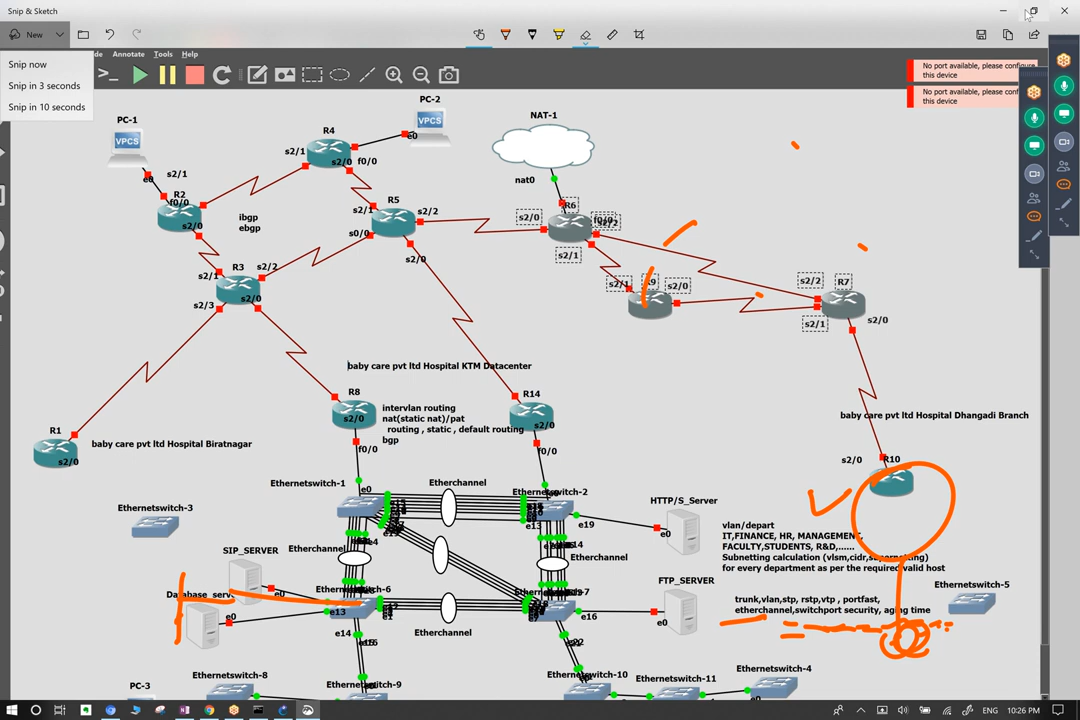 Snip & Sketch
New
Snip now
Snip in 3 seconds
Snip in 10 seconds
de Annotate Tools Help
No port available, please configure
this device
No port available, please conf
this device
PC-1
VPCS
e0
PC-2
VPCS
e0
NAT-1
nat0
R4
s2/1
s2/0
f0/0
s2/1
R2
f0/0
s2/0
ibgp
ebgp
R5
s2/1
s2/2
s0/0
s2/0
R6
s2/0
s2/1
R3
s2/2
s2/1
s2/0
s2/3
s2/1
R9
s2/0
R7
s2/2
s2/1
s2/0
baby care pvt ltd Hospital KTM Datacenter
R8
s2/0
f0/0
intervlan routing
nat(static nat)/pat
routing , static , default routing
bgp
R14
s2/0
f0/0
baby care pvt ltd Hospital Dhangadi Branch
R1
s2/0
baby care pvt ltd Hospital Biratnagar
s2/0
R10
Ethernetswitch-1
e0
Etherchannel
Ethernetswitch-2
e13
e19
HTTP/S_Server
e0
Ethernetswitch-3
Etherchannel
Etherchannel
vlan/depart
IT,FINANCE, HR, MANAGEMENT,
FACULTY,STUDENTS, R&D,......
Subnetting calculation (vlsm,cidr,supernetting)
for every department as per the required valid host
SIP_SERVER
e0
Database serv
e0
Ethernetswitch-6
e13
e14
Etherchannel
e16
FTP_SERVER
e0
trunk,vlan,stp, rstp,vtp , portfast,
etherchannel,switchport security, aging time
Ethernetswitch-5
Ethernetswitch-8
Ethernetswitch-9
Ethernetswitch-10
Ethernetswitch-11
Ethernetswitch-4
PC-3
ENG
10:26 PM